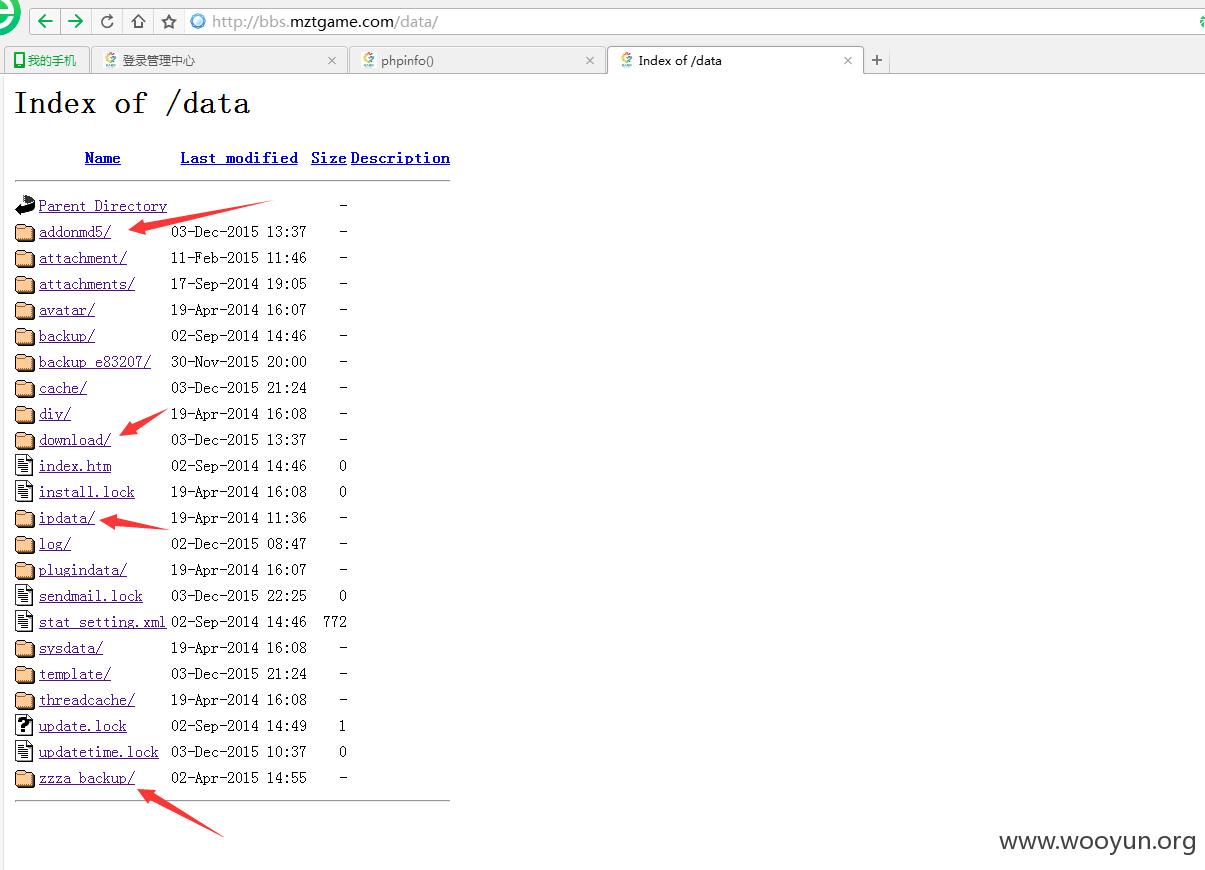 http://bbs.mztgame.com/data/
我的手机 登录管理中心 phpinfo() Index of /data
Index of /data
Name Last modified Size Description
Parent Directory -
addonmd5/ 03-Dec-2015 13:37 -
attachment/ 11-Feb-2015 11:46 -
attachments/ 17-Sep-2014 19:05 -
avatar/ 19-Apr-2014 16:07 -
backup/ 02-Sep-2014 14:46 -
backup_e83207/ 30-Nov-2015 20:00 -
cache/ 03-Dec-2015 21:24 -
diy/ 19-Apr-2014 16:08 -
download/ 03-Dec-2015 13:37 -
index.htm 02-Sep-2014 14:46 0
install.lock 19-Apr-2014 16:08 0
ipdata/ 19-Apr-2014 11:36 -
log/ 02-Dec-2015 08:47 -
plugindata/ 19-Apr-2014 16:07 -
sendmail.lock 03-Dec-2015 22:25 0
stat_setting.xml 02-Sep-2014 14:46 772
sysdata/ 19-Apr-2014 16:08 -
template/ 03-Dec-2015 21:24 -
threadcache/ 19-Apr-2014 16:08 -
update.lock 02-Sep-2014 14:49 1
updatetime.lock 03-Dec-2015 10:37 0
zzza_backup/ 02-Apr-2015 14:55 -
www.wooyun.org